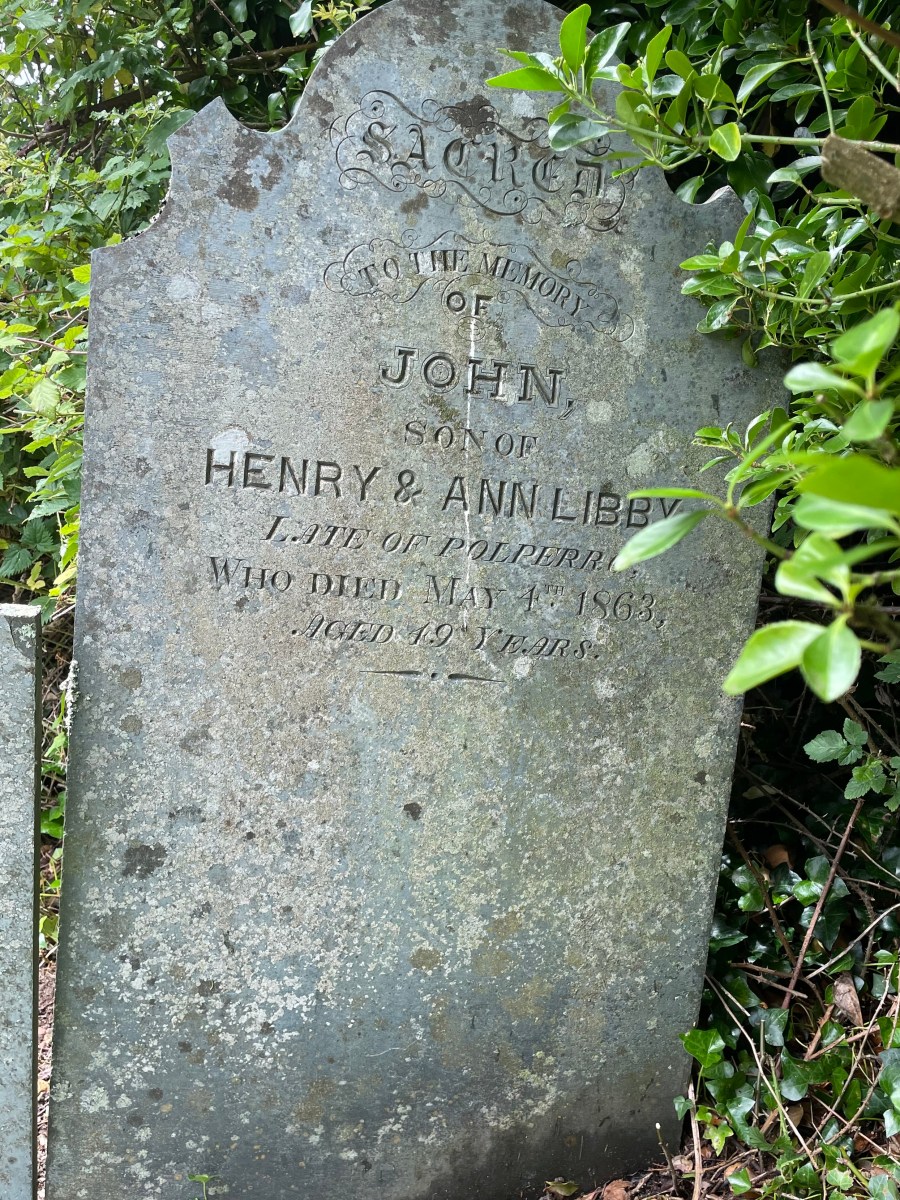 SACRED
TO THE MEMORY
OF
JOHN,
SON OF
HENRY & ANN LIBBY
LATE OF POLPERRO,
WHO DIED MAY 4TH 1863,
AGED 49 YEARS.